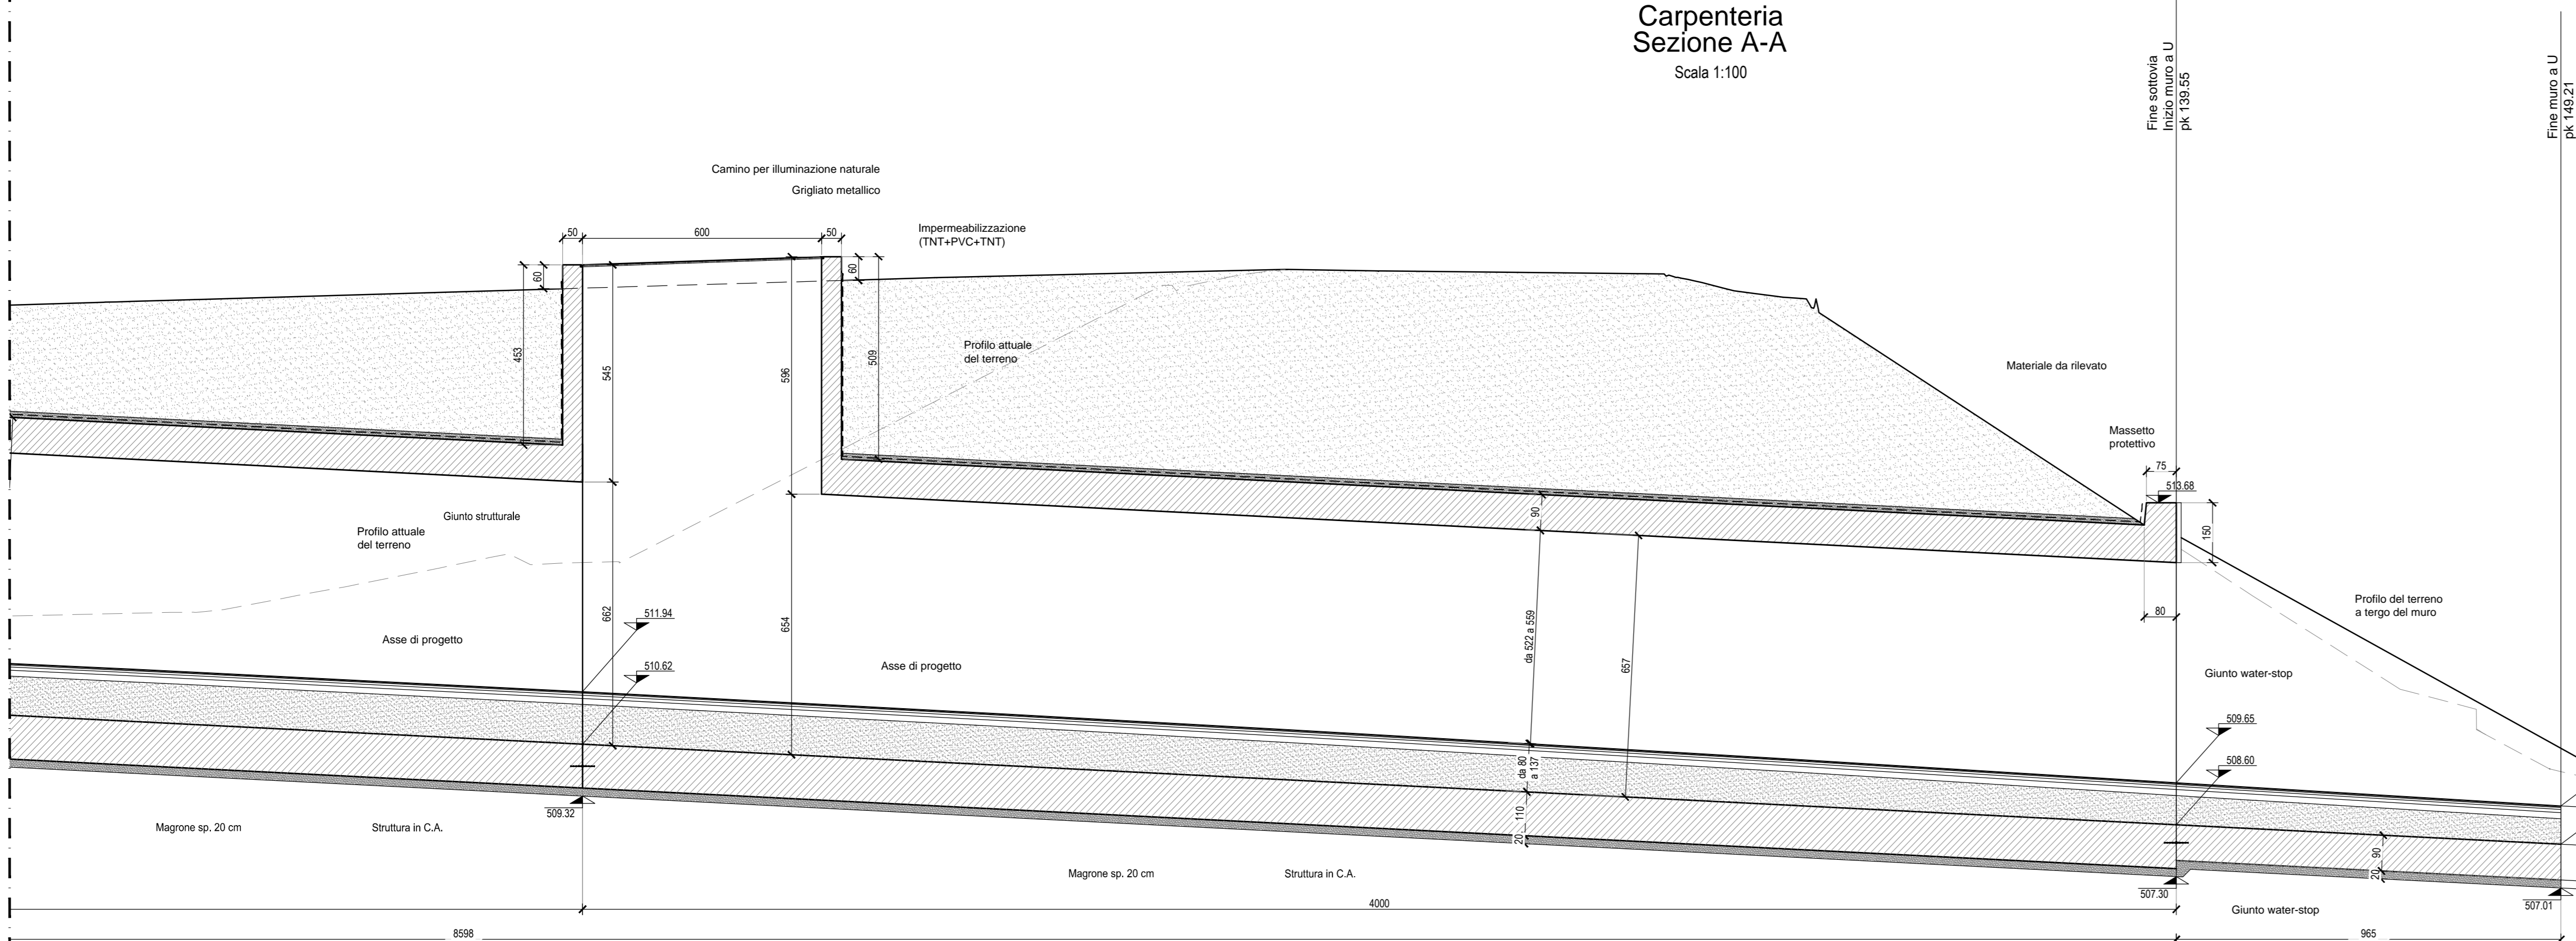 Carpenteria
Sezione A-A
Scala 1:100
Fine sottovia
Inizio muro a U
pk 139.55
Fine muro a U
pk 149.21
Camino per illuminazione naturale
Grigliato metallico
Impermeabilizzazione
(TNT+PVC+TNT)
50
600
50
60
60
453
545
596
509
Profilo attuale
del terreno
Materiale da rilevato
Massetto
protettivo
75
513.68
150
90
Giunto strutturale
Profilo attuale
del terreno
662
511.94
654
da 522 a 559
657
80
Profilo del terreno
a tergo del muro
Asse di progetto
510.62
Asse di progetto
Giunto water-stop
509.65
508.60
da 80
a 137
110
20
90
20
509.32
Magrone sp. 20 cm
Struttura in C.A.
Magrone sp. 20 cm
Struttura in C.A.
507.30
507.01
4000
Giunto water-stop
8598
965